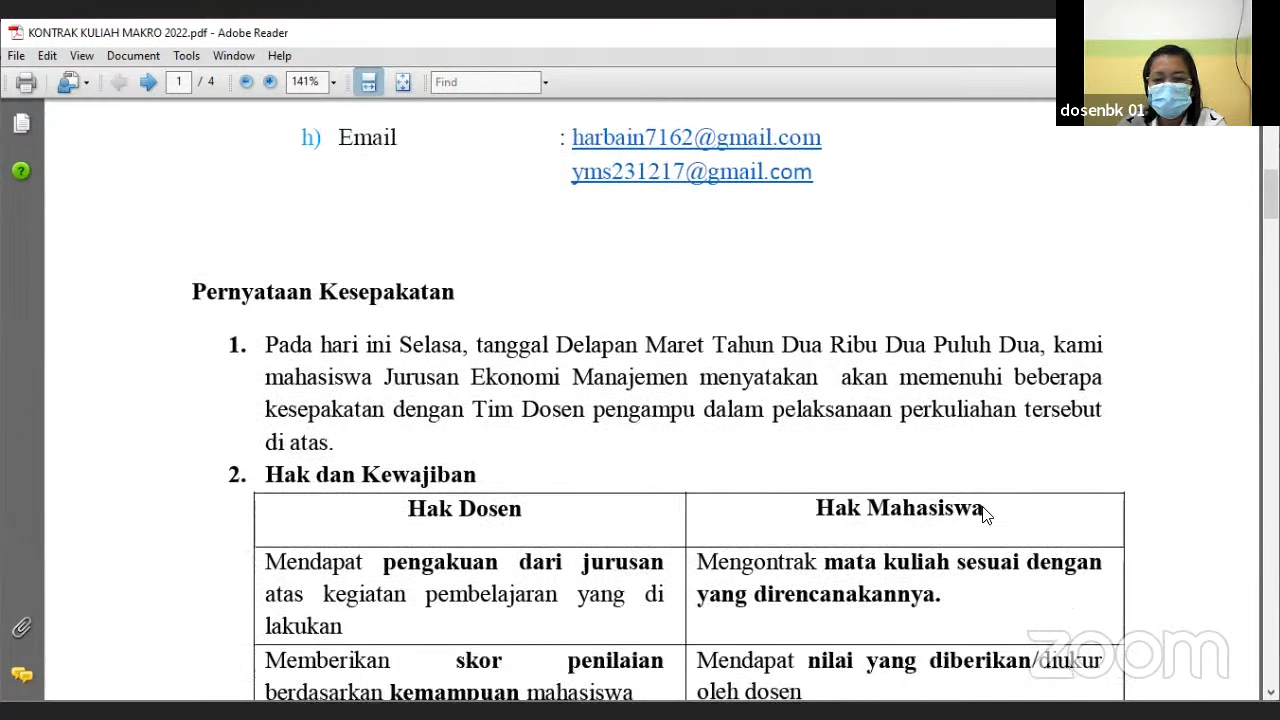 KONTRAK KULIAH MAKRO 2022.pdf - Adobe Reader
File Edit View Document Tools Window Help
1 / 4 141% Find
dosenbk 01
h) Email : harbain7162@gmail.com
yms231217@gmail.com
Pernyataan Kesepakatan
1. Pada hari ini Selasa, tanggal Delapan Maret Tahun Dua Ribu Dua Puluh Dua, kami
mahasiswa Jurusan Ekonomi Manajemen menyatakan akan memenuhi beberapa
kesepakatan dengan Tim Dosen pengampu dalam pelaksanaan perkuliahan tersebut
di atas.
2. Hak dan Kewajiban
Hak Dosen
Hak Mahasiswa
Mendapat pengakuan dari jurusan
atas kegiatan pembelajaran yang di
lakukan
Mengontrak mata kuliah sesuai dengan
yang direncanakannya.
Memberikan skor penilaian
berdasarkan kemampuan mahasiswa
Mendapat nilai yang diberikan/diukur
oleh dosen
zoom